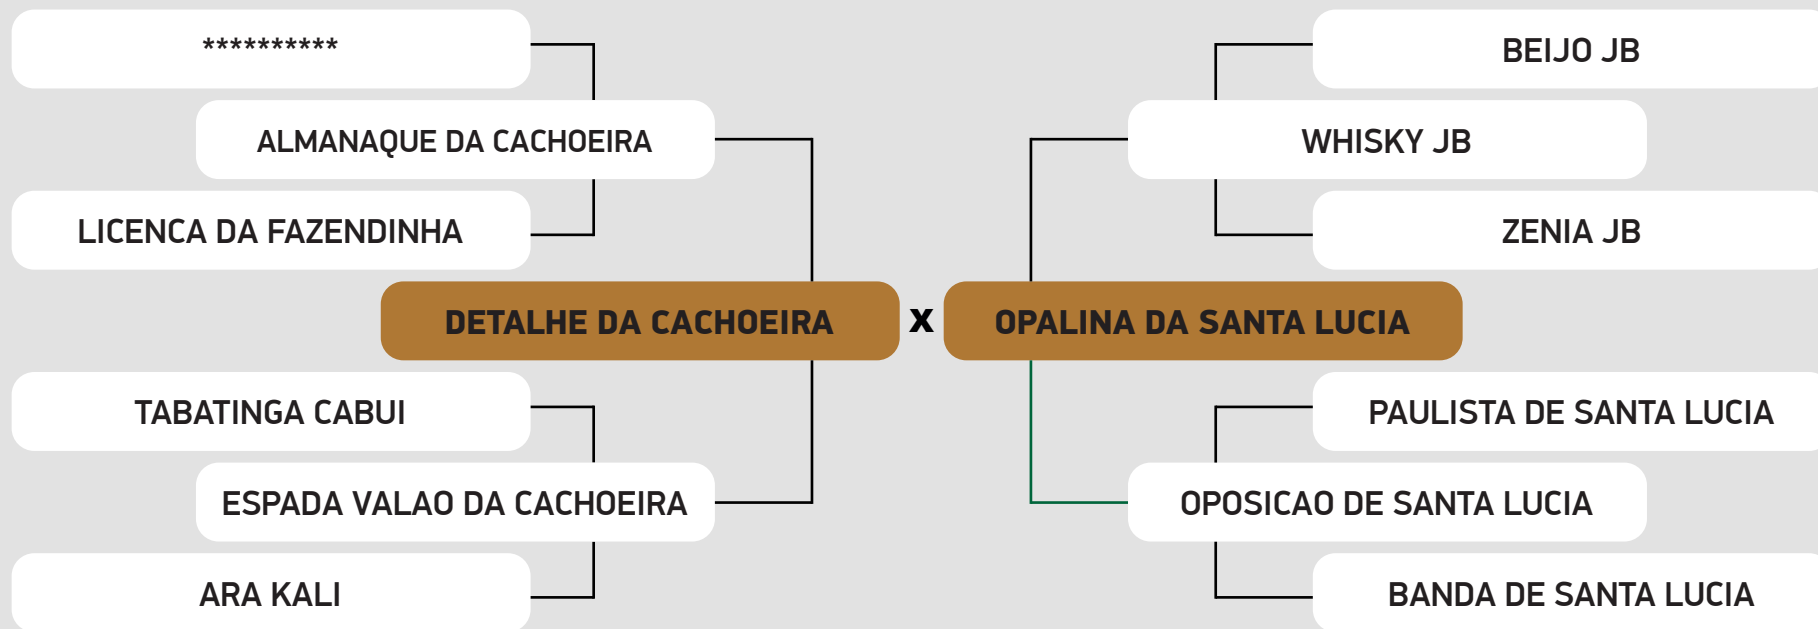 **********
BEIJO JB
ALMANAQUE DA CACHOEIRA
WHISKY JB
LICENCA DA FAZENDINHA
ZENIA JB
DETALHE DA CACHOEIRA X OPALINA DA SANTA LUCIA
TABATINGA CABUI
PAULISTA DE SANTA LUCIA
ESPADA VALAO DA CACHOEIRA
OPOSICAO DE SANTA LUCIA
ARA KALI
BANDA DE SANTA LUCIA